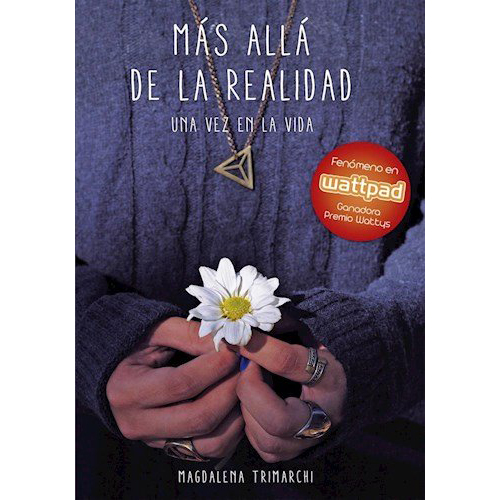 MÁS ALLÁ
DE LA REALIDAD
UNA VEZ EN LA VIDA
Fenómeno en
wattpad
Ganadora
Premio Wattys
MAGDALENA TRIMARCHI